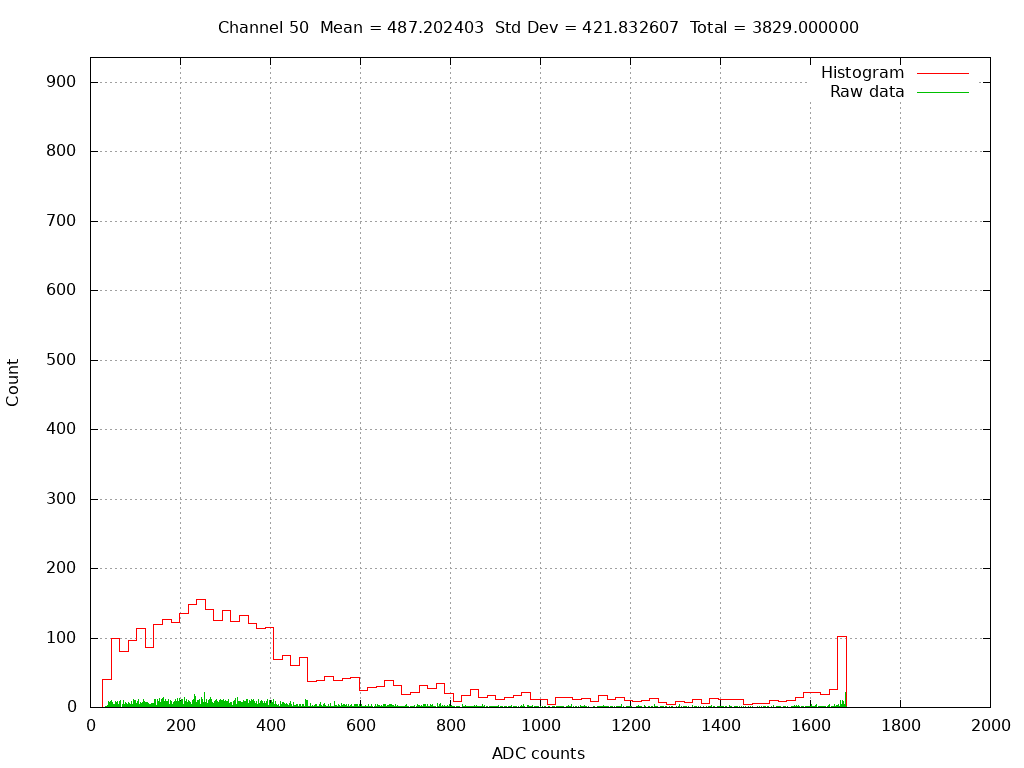 Channel 50  Mean = 487.202403  Std Dev = 421.832607  Total = 3829.000000
Histogram
Raw data
900
800
700
600
500
400
300
200
100
0
Count
0 200 400 600 800 1000 1200 1400 1600 1800 2000
ADC counts